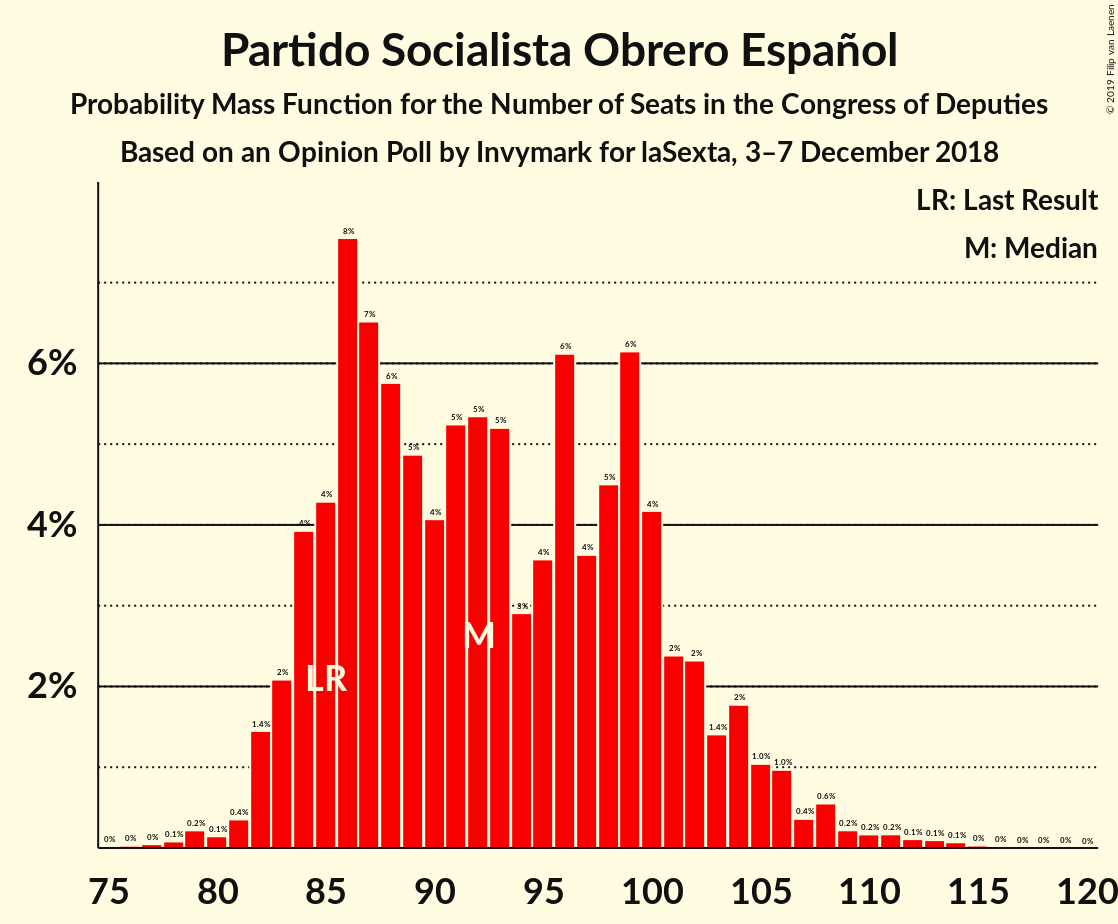 Partido Socialista Obrero Español
Probability Mass Function for the Number of Seats in the Congress of Deputies
Based on an Opinion Poll by Invymark for laSexta, 3–7 December 2018
© 2019 Filip van Laenen
LR: Last Result
M: Median
6%
4%
2%
0% 0% 0% 0.1% 0.2% 0.1% 0.4% 1.4% 2% 4% 4% 8% 7% 6% 5% 4% 5% 5% 5% 3% 4% 6% 4% 5% 6% 4% 2% 2% 1.4% 2% 1.0% 1.0% 0.4% 0.6% 0.2% 0.2% 0.2% 0.1% 0.1% 0.1% 0% 0% 0% 0% 0% 0%
LR
M
75 80 85 90 95 100 105 110 115 120